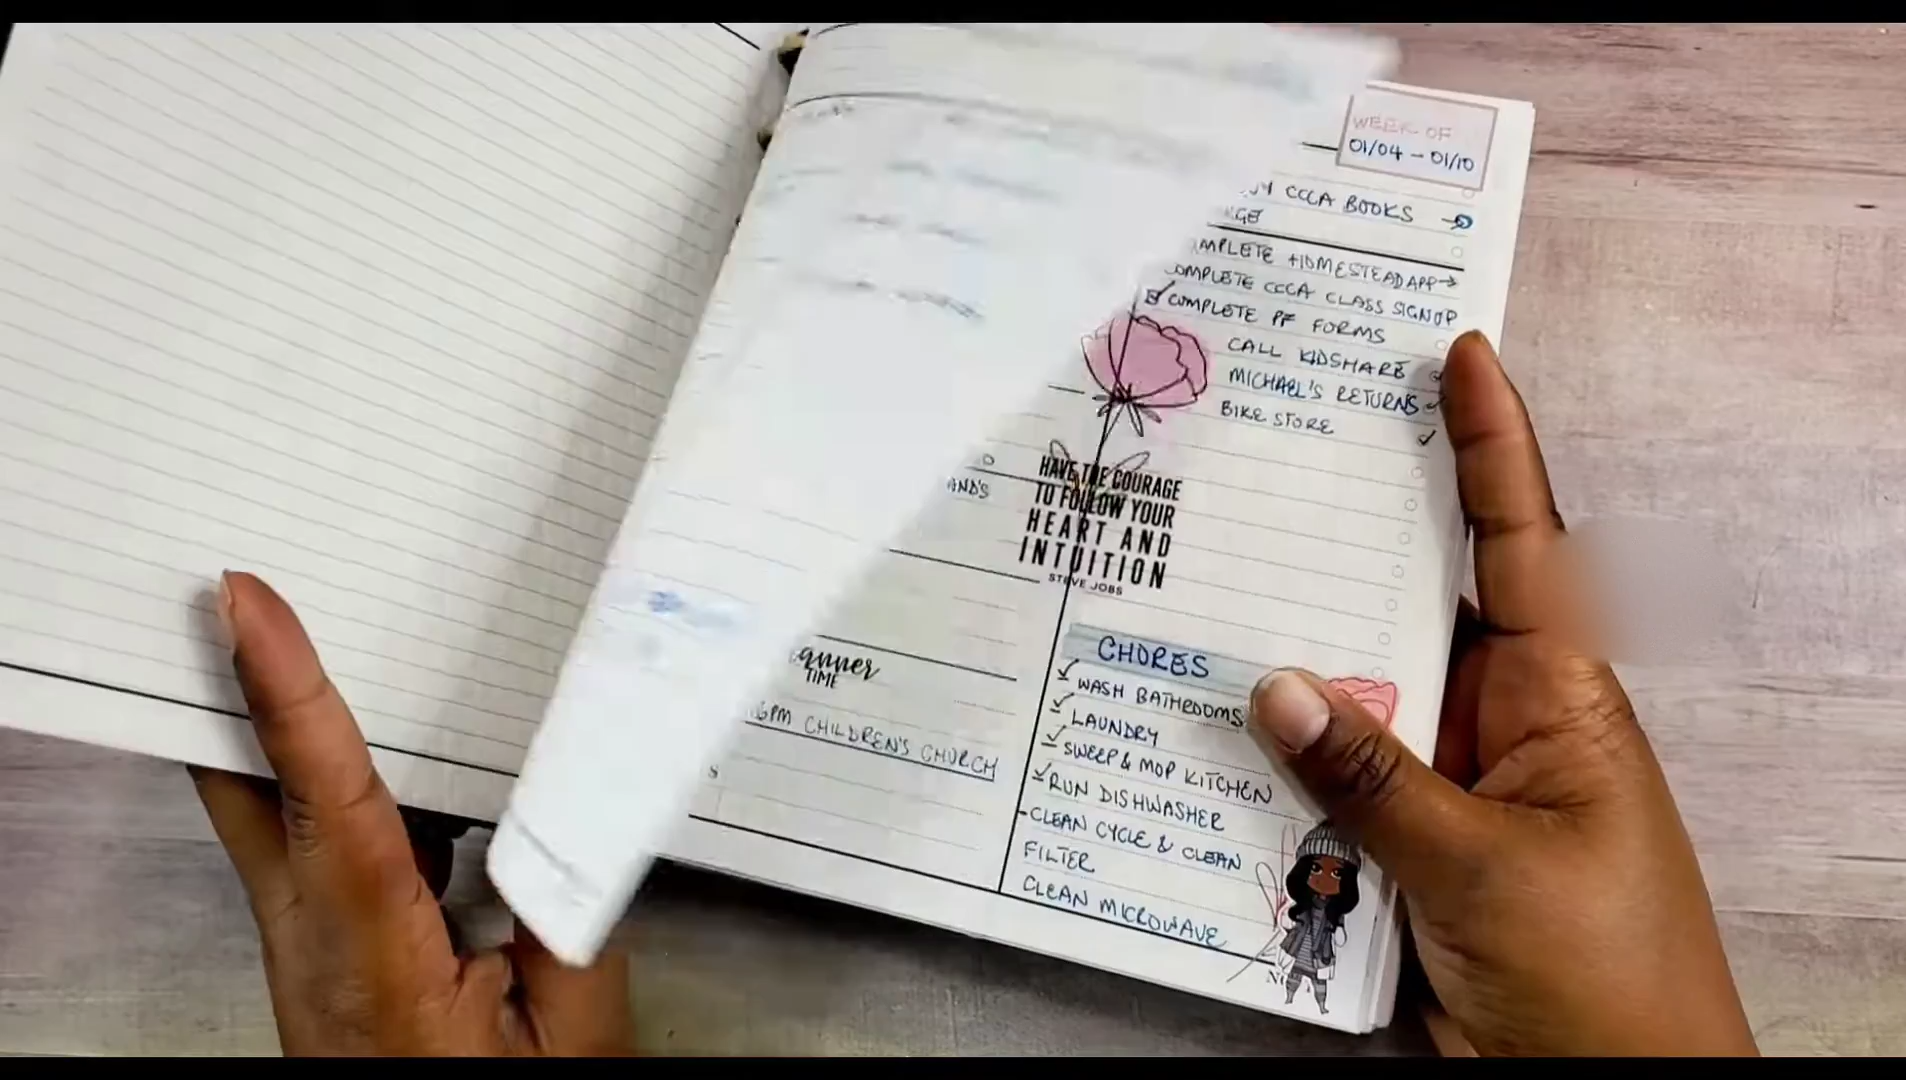 WEEK OF
01/04 - 01/10
CCCA BOOKS
COMPLETE HOMESTEAD APP
COMPLETE CCCA CLASS SIGNUP
COMPLETE PF FORMS
CALL KIDSHARE
MICHAEL'S RETURNS
BIKE STORE
HAVE THE COURAGE
TO FOLLOW YOUR
HEART AND
INTUITION
STEVE JOBS
CHORES
WASH BATHROOMS
LAUNDRY
SWEEP & MOP KITCHEN
RUN DISHWASHER
-CLEAN CYCLE & CLEAN
FILTER
CLEAN MICROWAVE
TIME
6PM CHILDREN'S CHURCH